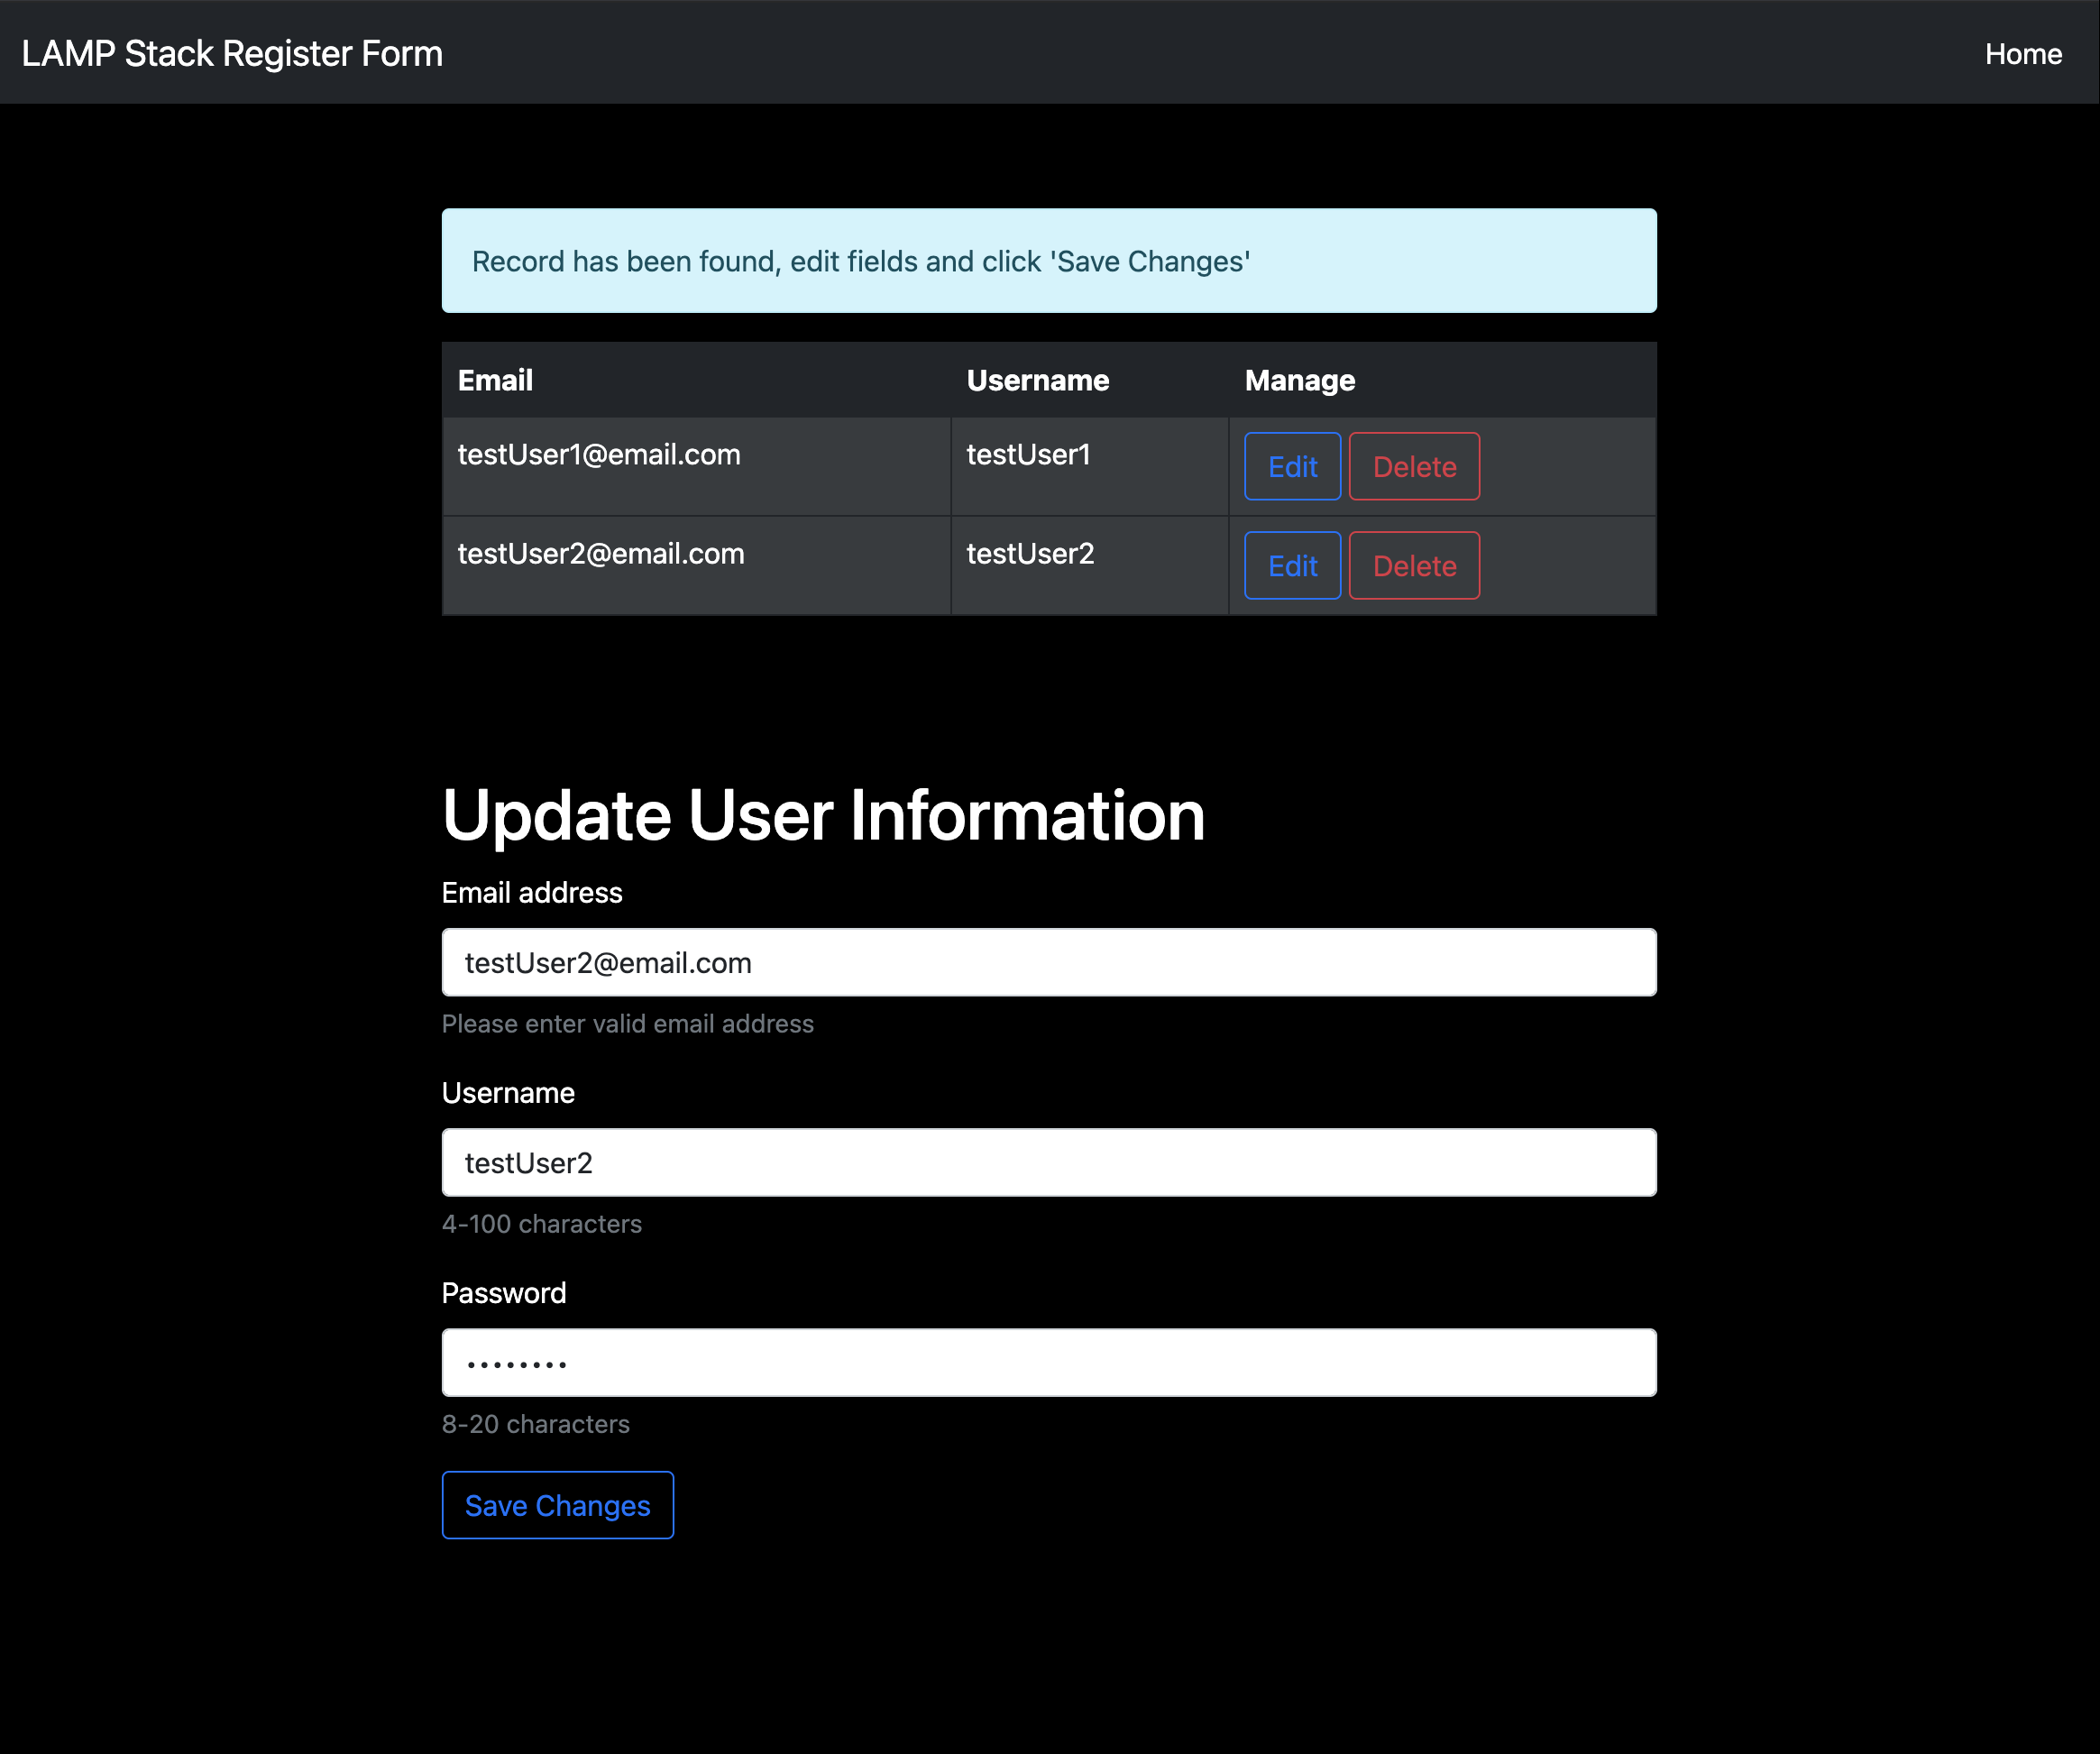 LAMP Stack Register Form Home
Record has been found, edit fields and click 'Save Changes'
Email Username Manage
testUser1@email.com testUser1 Edit Delete
testUser2@email.com testUser2 Edit Delete
Update User Information
Email address
testUser2@email.com
Please enter valid email address
Username
testUser2
4-100 characters
Password
••••••••
8-20 characters
Save Changes